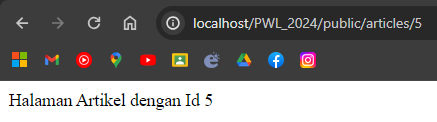 localhost/PWL_2024/public/articles/5
Halaman Artikel dengan Id 5